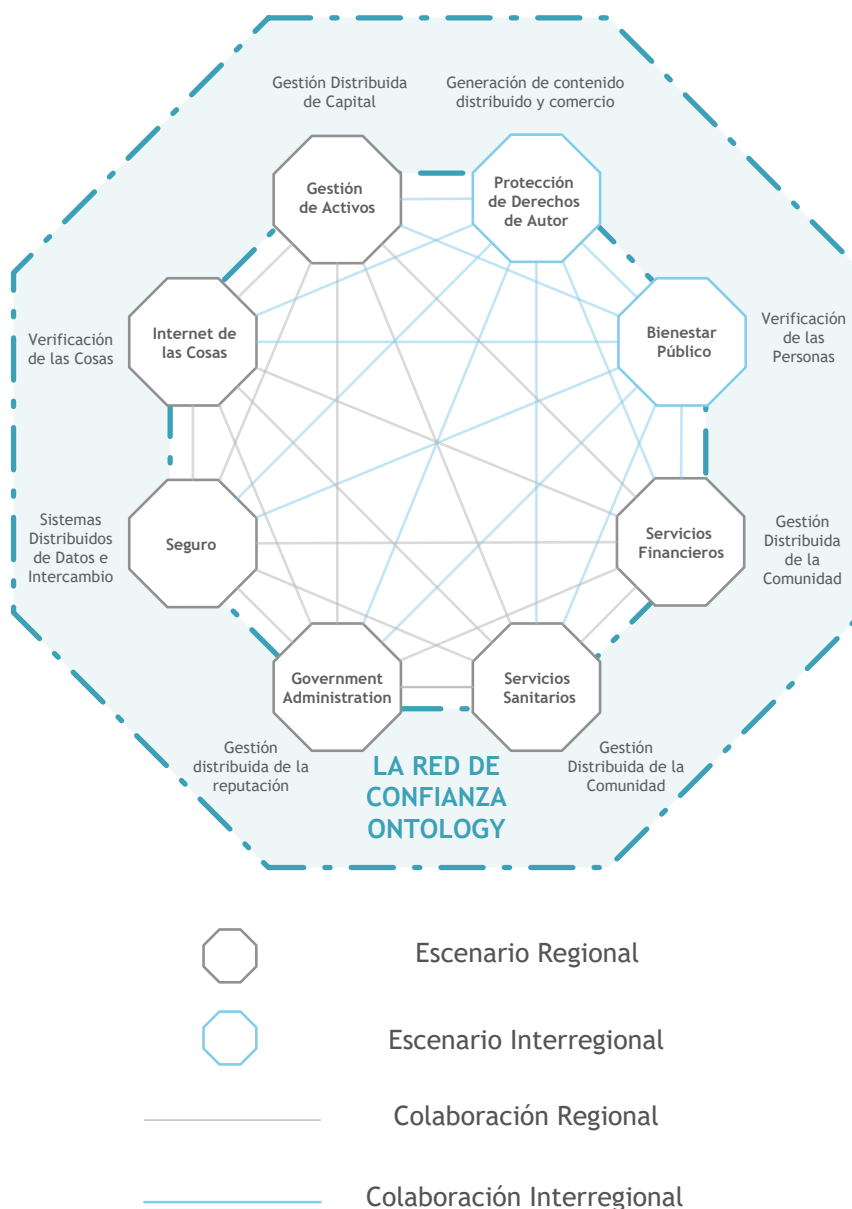 Gestión Distribuida
de Capital
Generación de contenido
distribuido y comercio
Gestión
de Activos
Protección
de Derechos
de Autor
Verificación
de las Cosas
Internet de
las Cosas
Bienestar
Público
Verificación
de las
Personas
Sistemas
Distribuidos
de Datos e
Intercambio
Seguro
Servicios
Financieros
Gestión
Distribuida
de la
Comunidad
Government
Administration
Servicios
Sanitarios
Gestión
distribuida de la
reputación
LA RED DE
CONFIANZA
ONTOLOGY
Gestión
Distribuida de la
Comunidad
Escenario Regional
Escenario Interregional
Colaboración Regional
Colaboración Interregional